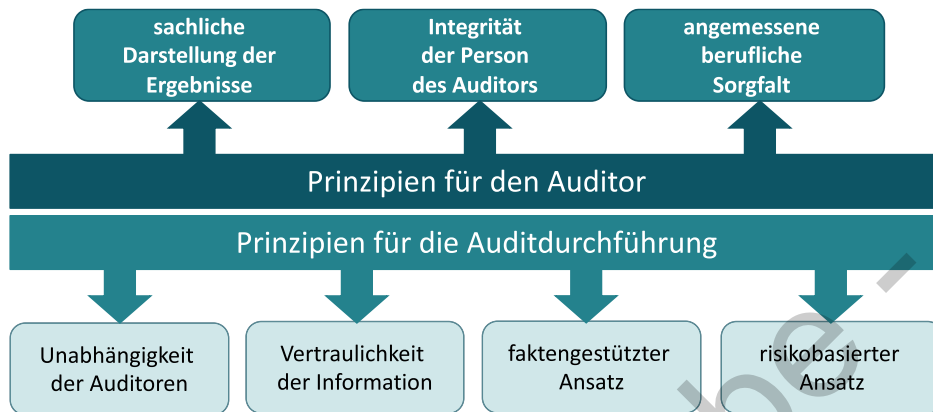 sachliche
Darstellung der
Ergebnisse
Integrität
der Person
des Auditors
angemessene
berufliche
Sorgfalt
Prinzipien für den Auditor
Prinzipien für die Auditdurchführung
Unabhängigkeit
der Auditoren
Vertraulichkeit
der Information
faktengestützter
Ansatz
risikobasierter
Ansatz
be -